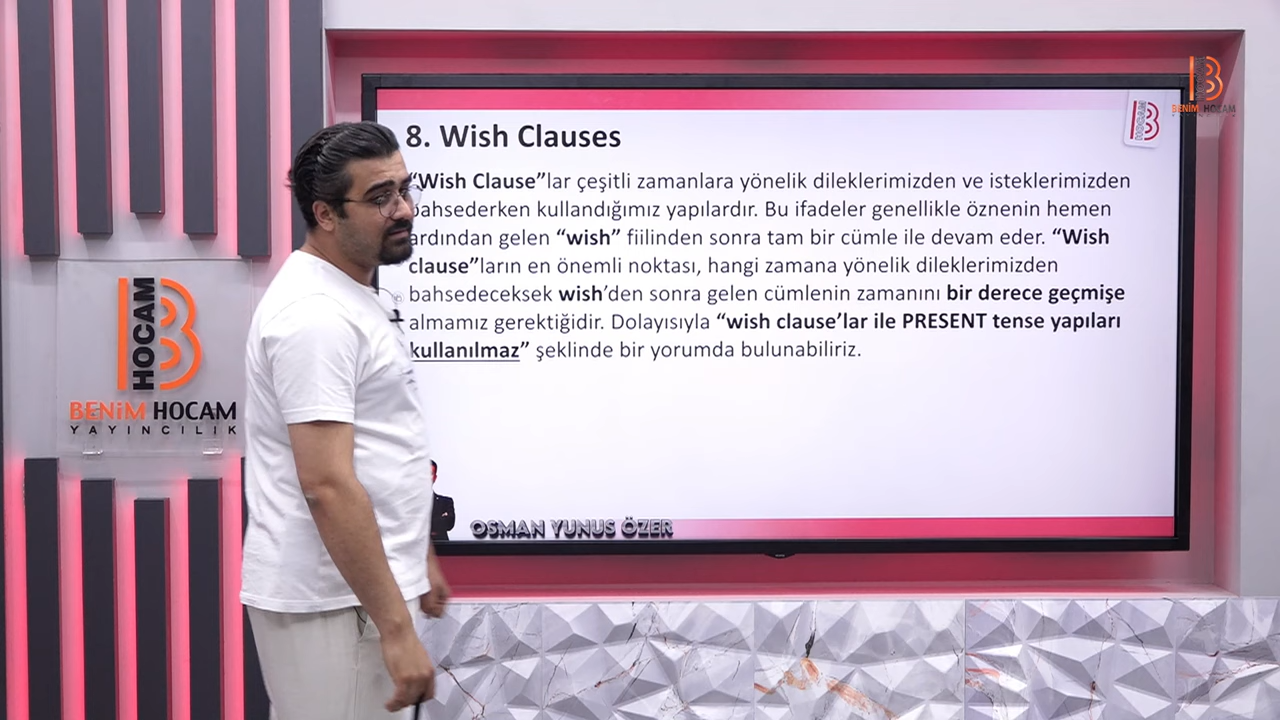 8. Wish Clauses
“Wish Clause”lar çeşitli zamanlara yönelik dileklerimizden ve isteklerimizden
bahsederken kullandığımız yapılardır. Bu ifadeler genellikle öznenin hemen
ardından gelen “wish” fiilinden sonra tam bir cümle ile devam eder. “Wish
clause”ların en önemli noktası, hangi zamana yönelik dileklerimizden
bahsedeceksek wish’den sonra gelen cümlenin zamanını bir derece geçmişe
almamız gerektiğidir. Dolayısıyla “wish clause’lar ile PRESENT tense yapıları
kullanılmaz” şeklinde bir yorumda bulunabiliriz.
OSMAN YUNUS ÖZER
HOCAM
BENiM HOCAM
HOCAM
BENiM HOCAM
YAYINCILIK